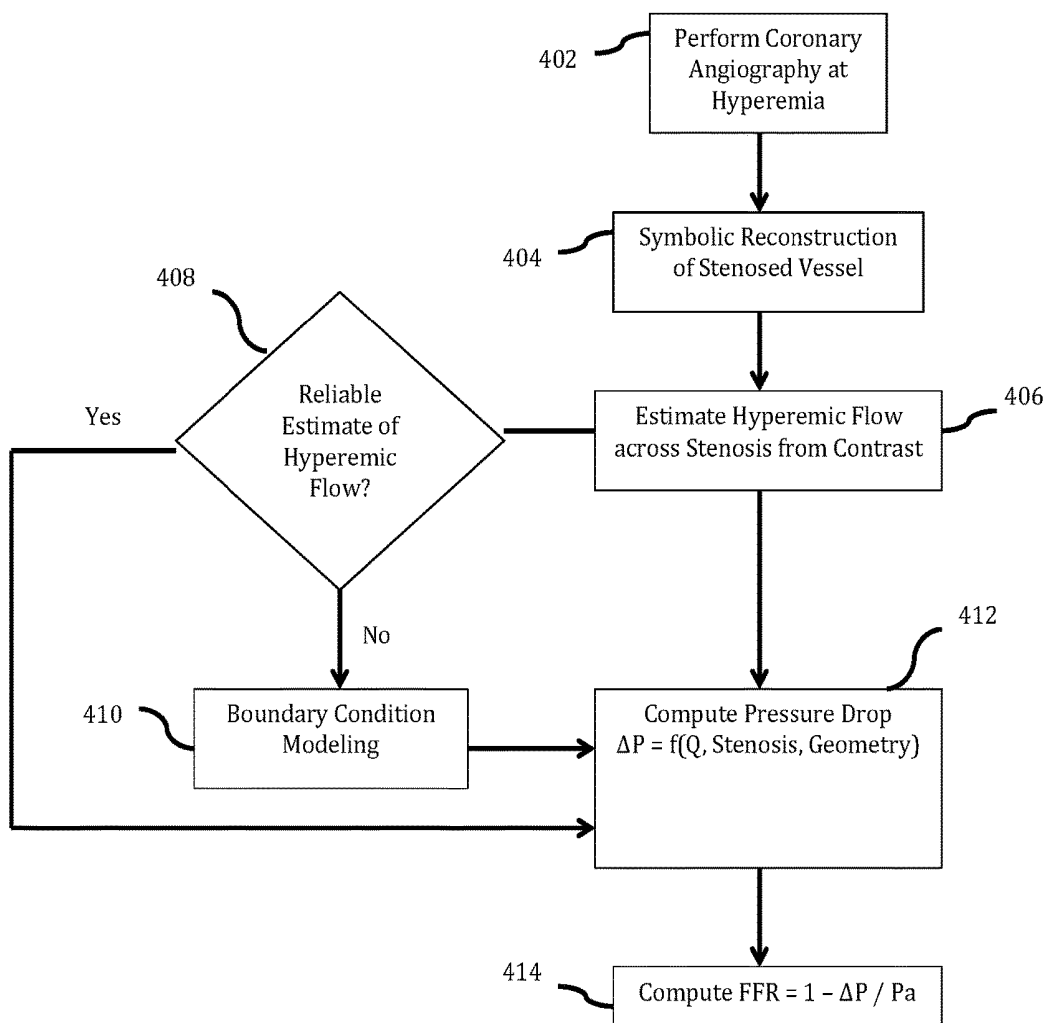 402
Perform Coronary
Angiography at
Hyperemia
404
Symbolic Reconstruction
of Stenosed Vessel
408
Reliable
Estimate of
Hyperemic
Flow?
Yes
406
Estimate Hyperemic Flow
across Stenosis from Contrast
No
410
Boundary Condition
Modeling
412
Compute Pressure Drop
ΔP = f(Q, Stenosis, Geometry)
414
Compute FFR = 1 – ΔP / Pa